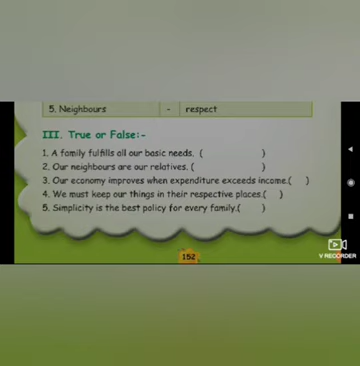 5. Neighbours - respect
III. True or False:-
1. A family fulfills all our basic needs. ( )
2. Our neighbours are our relatives. ( )
3. Our economy improves when expenditure exceeds income.( )
4. We must keep our things in their respective places.( )
5. Simplicity is the best policy for every family.( )
152
V RECORDER